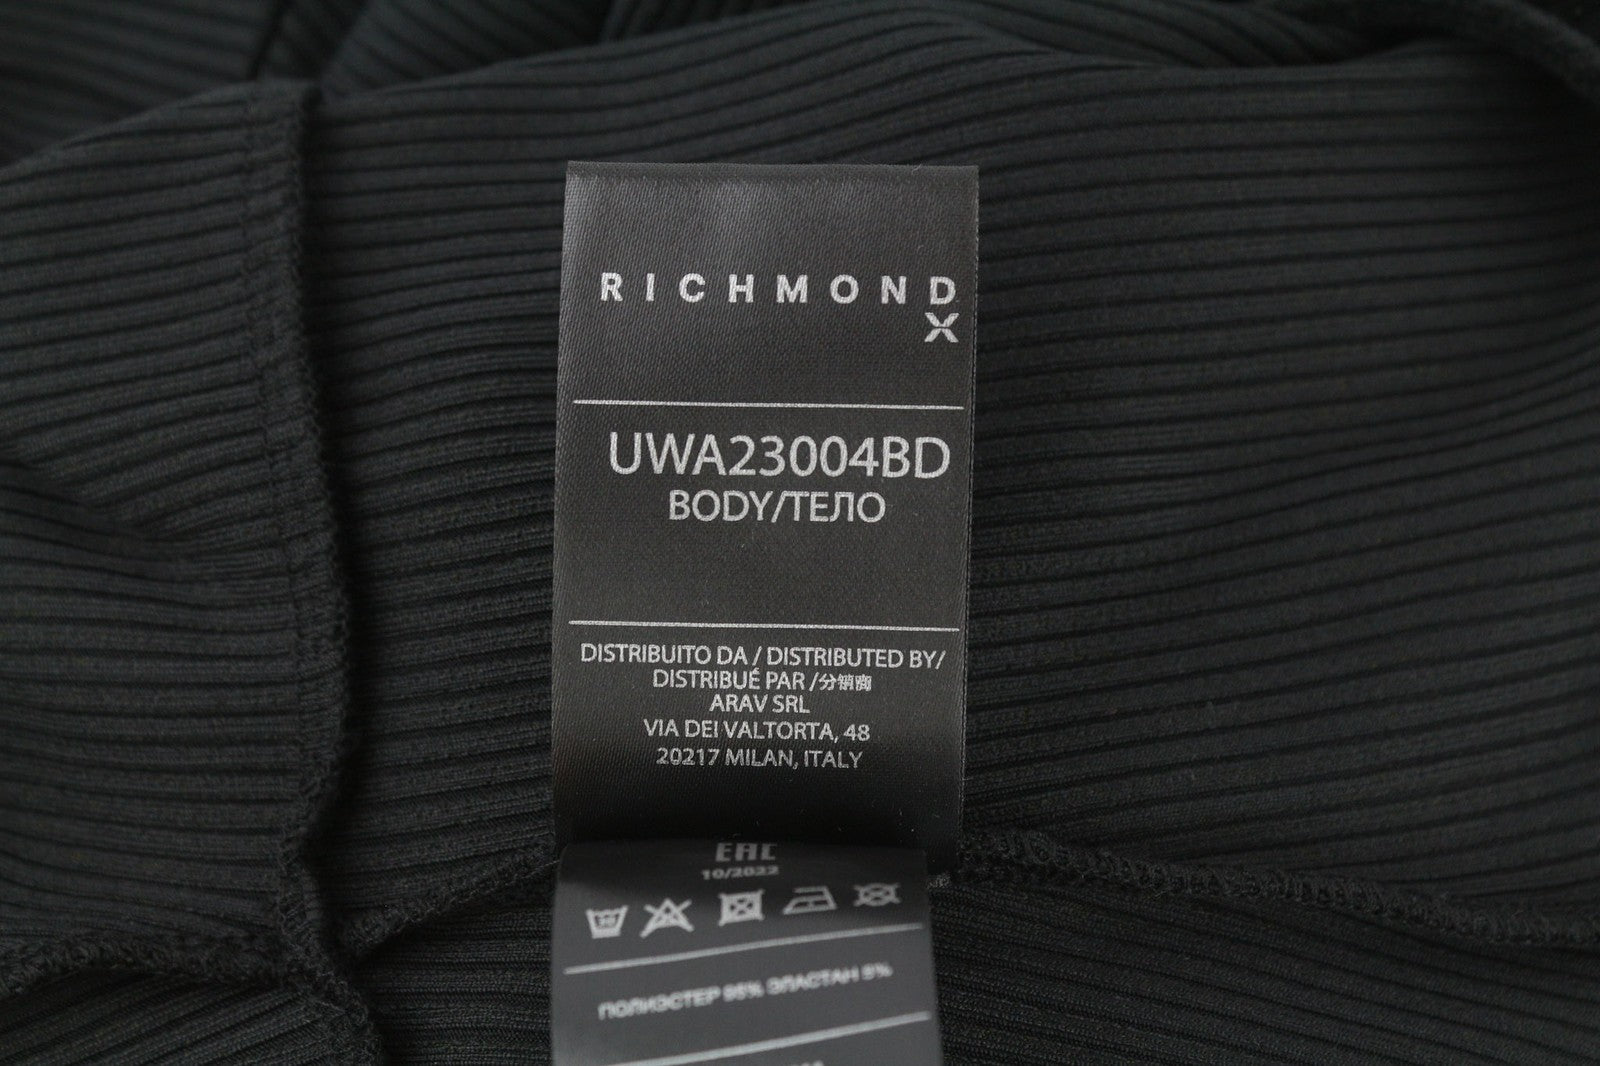 RICHMOND
X
UWA23004BD
BODY/ТЕЛО
DISTRIBUITO DA / DISTRIBUTED BY/
DISTRIBUÉ PAR /分销商
ARAV SRL
VIA DEI VALTORTA, 48
20217 MILAN, ITALY
EAC
10/2022
30
ПОЛИЭСТЕР 95% ЭЛАСТАН 5%